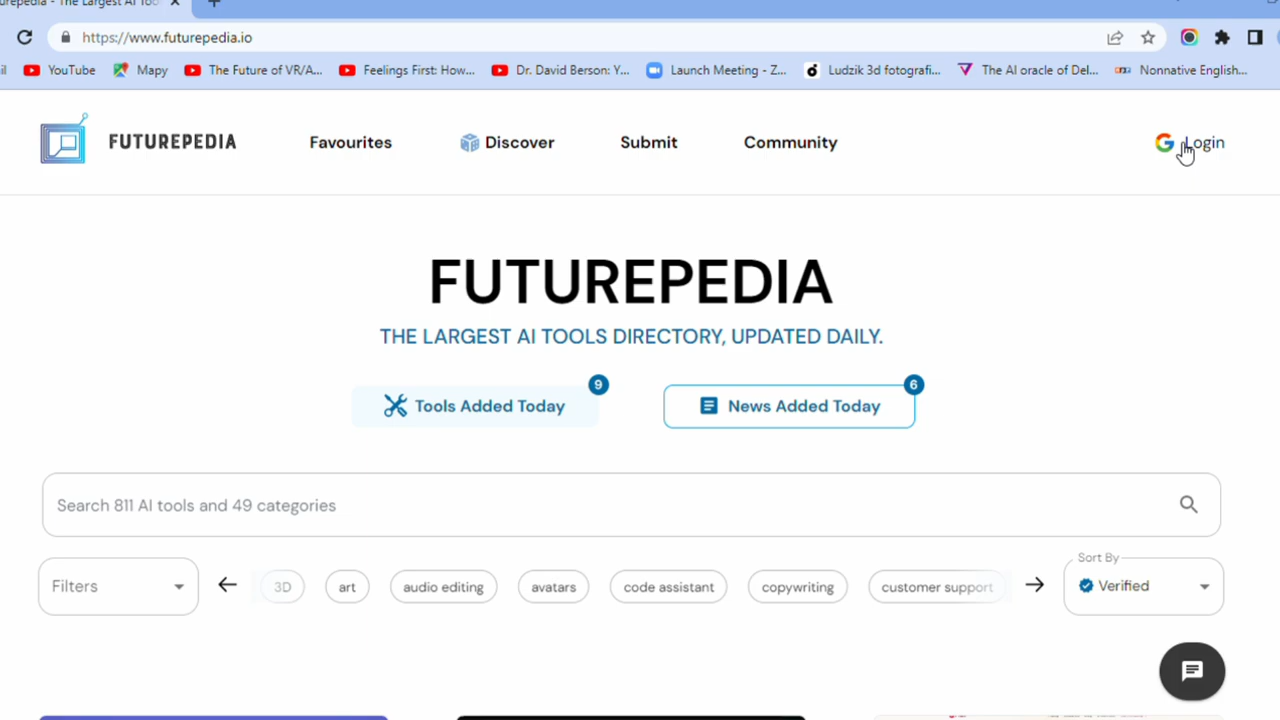 urepedia - The Largest AI Tools
https://www.futurepedia.io
il YouTube Mapy The Future of VR/A... Feelings First: How... Dr. David Berson: Y... Launch Meeting - Z... Ludzik 3d fotografi... The AI oracle of Del... Nonnative English...
FUTUREPEDIA Favourites Discover Submit Community Login
FUTUREPEDIA
THE LARGEST AI TOOLS DIRECTORY, UPDATED DAILY.
Tools Added Today 9 News Added Today 6
Search 811 AI tools and 49 categories
Sort By
Filters 3D art audio editing avatars code assistant copywriting customer support Verified